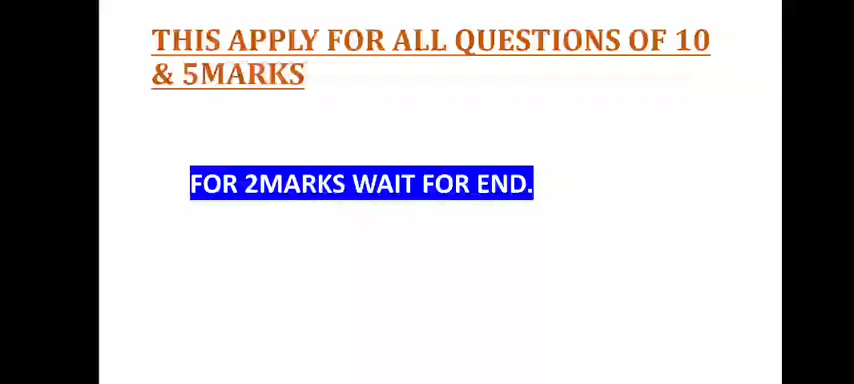 THIS APPLY FOR ALL QUESTIONS OF 10
& 5MARKS
FOR 2MARKS WAIT FOR END.